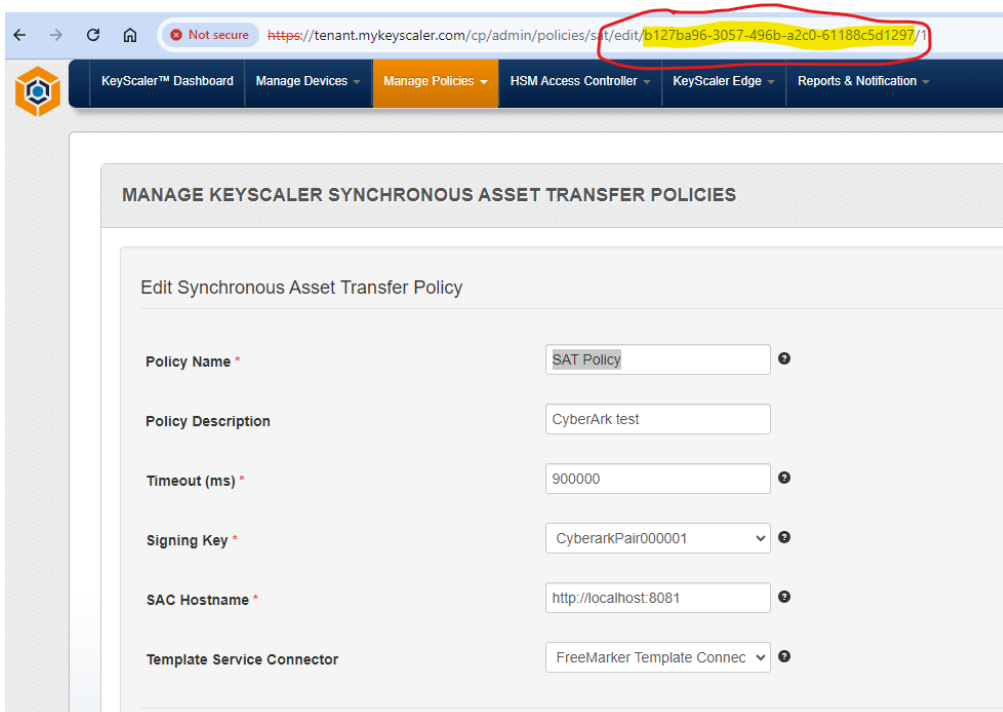 Not secure https://tenant.mykeyscaler.com/cp/admin/policies/sat/edit/b127ba96-3057-496b-a2c0-61188c5d1297/1
KeyScaler™ Dashboard Manage Devices Manage Policies HSM Access Controller KeyScaler Edge Reports & Notification
MANAGE KEYSCALER SYNCHRONOUS ASSET TRANSFER POLICIES
Edit Synchronous Asset Transfer Policy
Policy Name * SAT Policy
Policy Description CyberArk test
Timeout (ms) * 900000
Signing Key * CyberarkPair000001
SAC Hostname * http://localhost:8081
Template Service Connector FreeMarker Template Connec